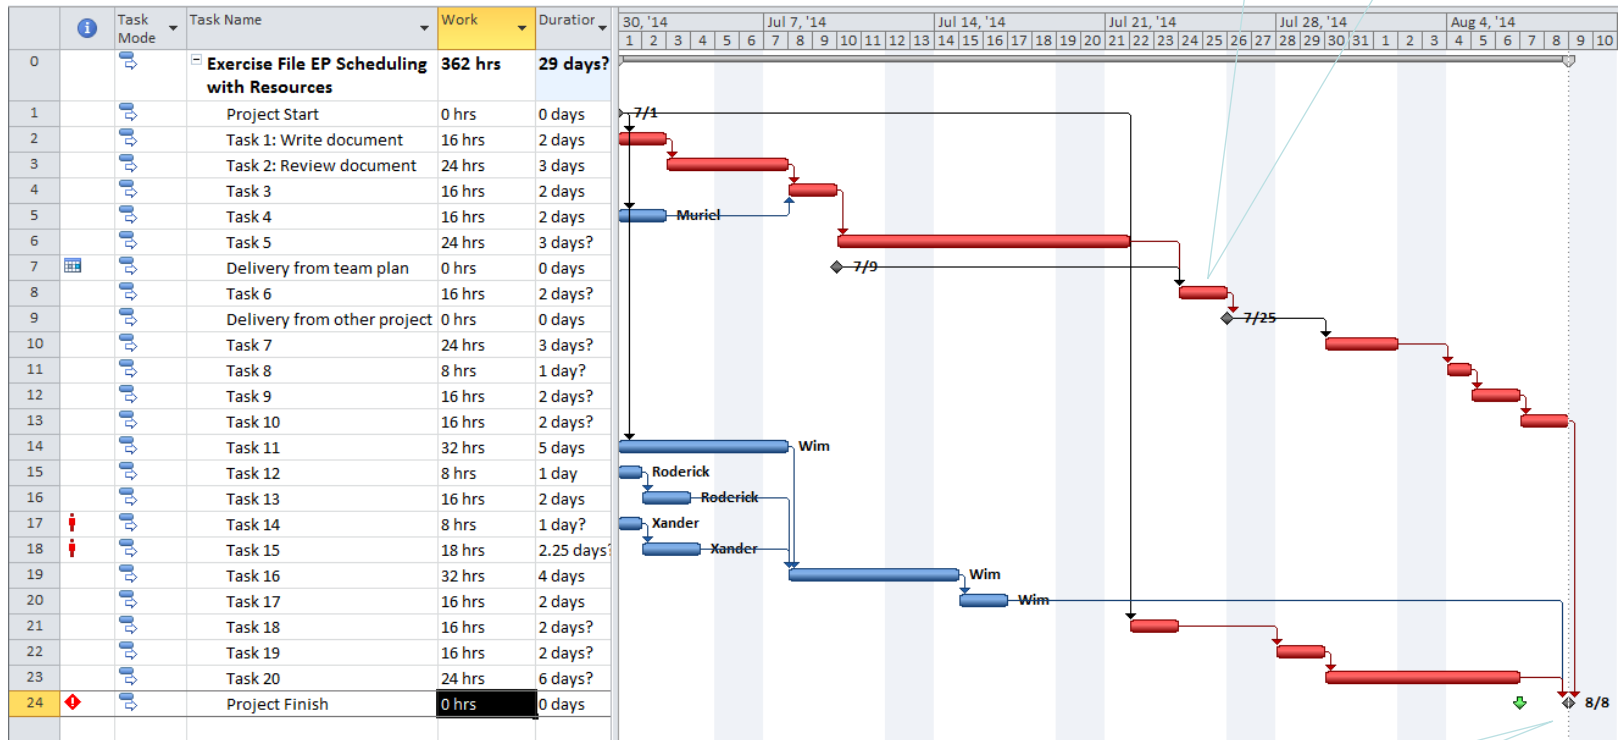 Task Mode Task Name Work Duration 30, '14 Jul 7, '14 Jul 14, '14 Jul 21, '14 Jul 28, '14 Aug 4, '14
1 2 3 4 5 6 7 8 9 10 11 12 13 14 15 16 17 18 19 20 21 22 23 24 25 26 27 28 29 30 31 1 2 3 4 5 6 7 8 9 10
0 Exercise File EP Scheduling with Resources 362 hrs 29 days?
1 Project Start 0 hrs 0 days 7/1
2 Task 1: Write document 16 hrs 2 days
3 Task 2: Review document 24 hrs 3 days
4 Task 3 16 hrs 2 days
5 Task 4 16 hrs 2 days Muriel
6 Task 5 24 hrs 3 days?
7 Delivery from team plan 0 hrs 0 days 7/9
8 Task 6 16 hrs 2 days?
9 Delivery from other project 0 hrs 0 days 7/25
10 Task 7 24 hrs 3 days?
11 Task 8 8 hrs 1 day?
12 Task 9 16 hrs 2 days?
13 Task 10 16 hrs 2 days?
14 Task 11 32 hrs 5 days Wim
15 Task 12 8 hrs 1 day Roderick
16 Task 13 16 hrs 2 days Roderick
17 Task 14 8 hrs 1 day? Xander
18 Task 15 18 hrs 2.25 days? Xander
19 Task 16 32 hrs 4 days Wim
20 Task 17 16 hrs 2 days Wim
21 Task 18 16 hrs 2 days?
22 Task 19 16 hrs 2 days?
23 Task 20 24 hrs 6 days?
24 Project Finish 0 hrs 0 days 8/8